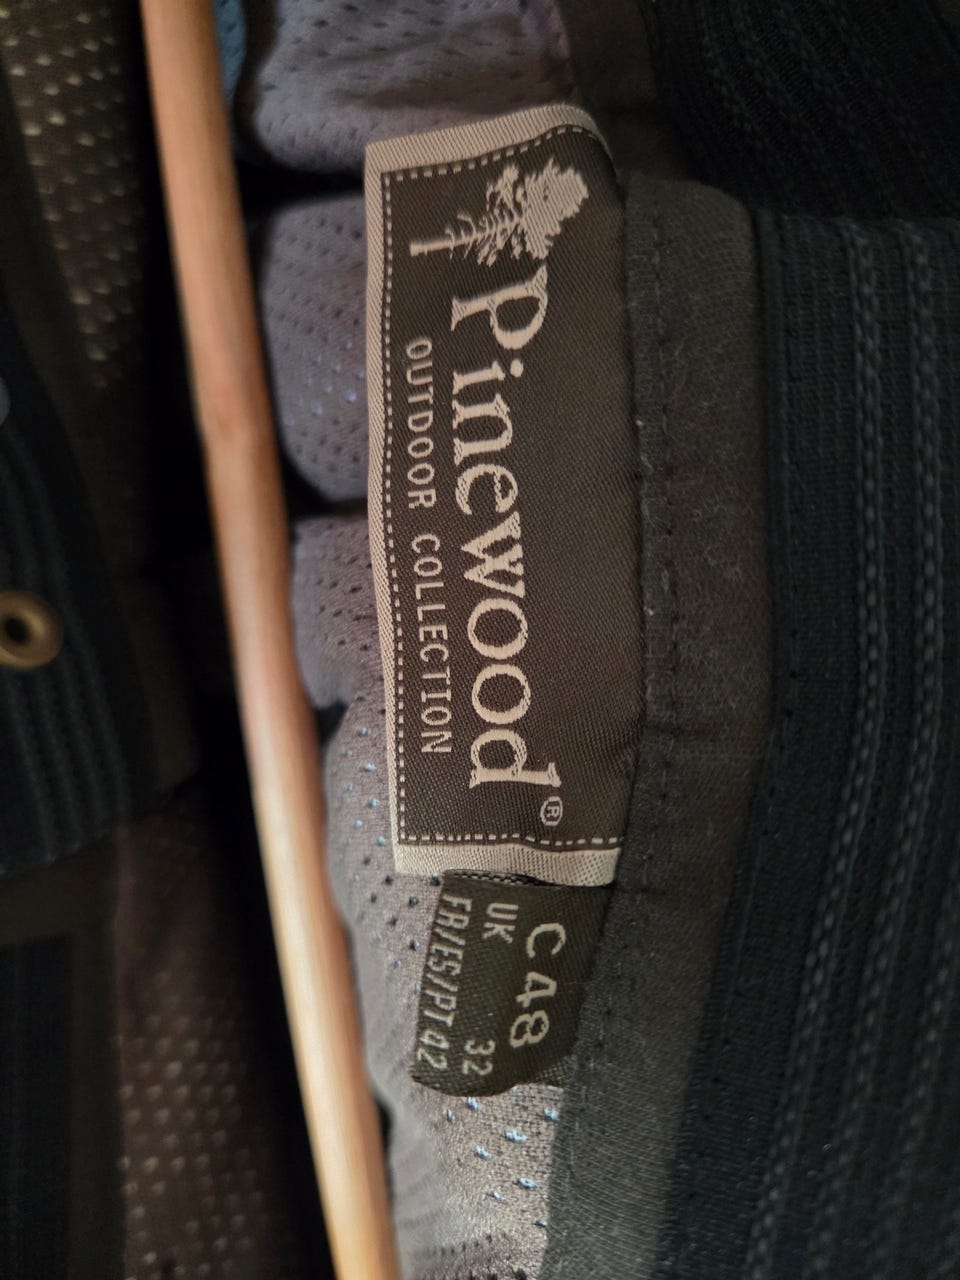 Pinewood®
OUTDOOR COLLECTION
C 48
UK 32
FR/ES/PT 42